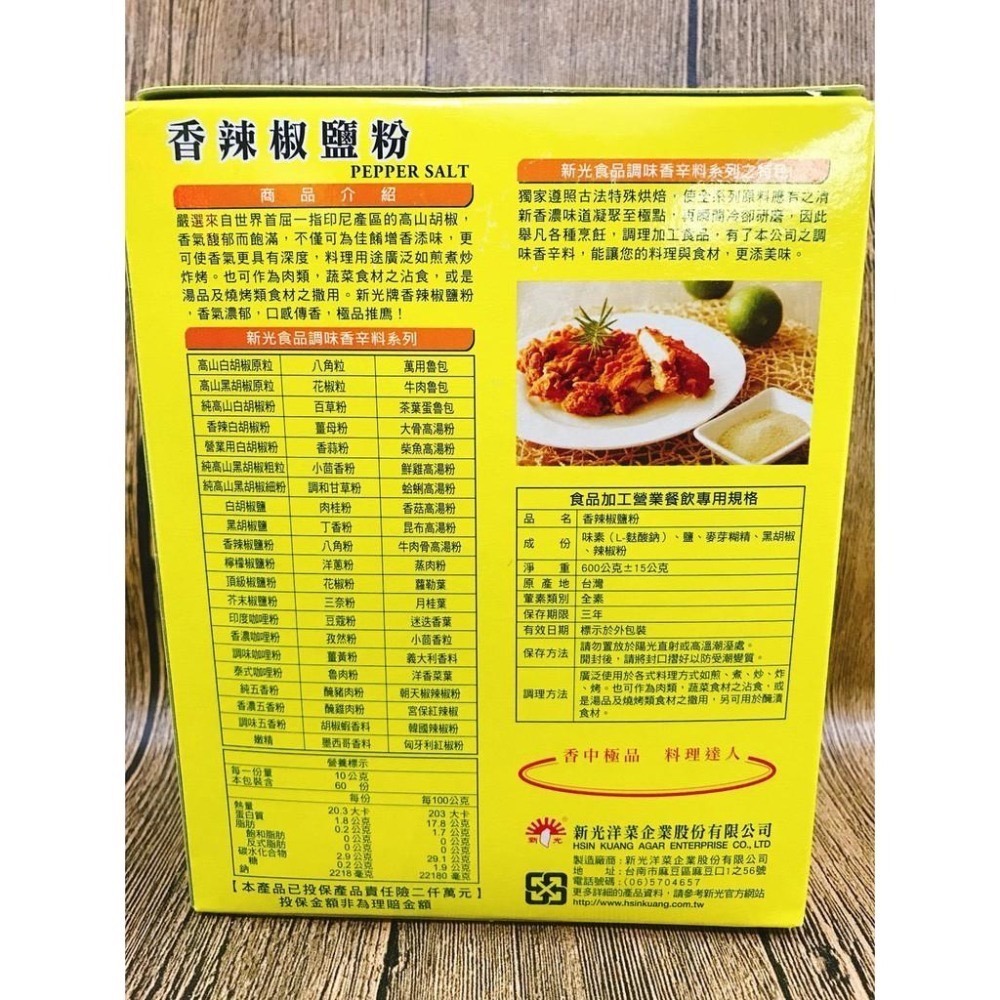 香辣椒鹽粉
PEPPER SALT
商品介紹
嚴選來自世界首屈一指印尼產區的高山胡椒，
香氣馥郁而飽滿，不僅可為佳餚增香添味，更
可使香氣更具有深度，料理用途廣泛如煎煮炒
炸烤。也可作為肉類，蔬菜食材之沾食，或是
湯品及燒烤類食材之撒用。新光牌香辣椒鹽粉
，香氣濃郁，口感傳香，極品推薦！
新光食品調味香辛料系列
高山白胡椒原粒 八角粒 萬用魯包
高山黑胡椒原粒 花椒粒 牛肉魯包
純高山白胡椒粉 百草粉 茶葉蛋魯包
香辣白胡椒粉 薑母粉 大骨高湯粉
營業用白胡椒粉 香蒜粉 柴魚高湯粉
純高山黑胡椒粗粒 小茴香粉 鮮雞高湯粉
純高山黑胡椒細粉 調和甘草粉 蛤蜊高湯粉
白胡椒鹽 肉桂粉 香菇高湯粉
黑胡椒鹽 丁香粉 昆布高湯粉
香辣椒鹽粉 八角粉 牛肉骨高湯粉
檸檬椒鹽粉 洋蔥粉 蒸肉粉
頂級椒鹽粉 花椒粉 蘿勒葉
芥末椒鹽粉 三奈粉 月桂葉
印度咖哩粉 豆蔻粉 迷迭香葉
香濃咖哩粉 孜然粉 小茴香粒
調味咖哩粉 薑黃粉 義大利香料
泰式咖哩粉 魯肉粉 洋香菜葉
純五香粉 醃豬肉粉 朝天椒辣椒粉
香濃五香粉 醃雞肉粉 宮保紅辣椒
調味五香粉 胡椒蝦香料 韓國辣椒粉
嫩精 墨西哥香料 匈牙利紅椒粉
營養標示
每一份量 10公克
本包裝含 60 份
每份 每100公克
熱量 20.3大卡 203 大卡
蛋白質 1.8公克 17.8 公克
脂肪 0.2公克 1.7 公克
飽和脂肪 0公克 0公克
反式脂肪 0公克 0公克
碳水化合物 2.9公克 29.1 公克
糖 0.2公克 1.9 公克
鈉 2218毫克 22180 毫克
【本產品已投保產品責任險二仟萬元】
投保金額非為理賠金額
新光食品調味香辛料系列之
獨家遵照古法特殊烘焙，使全系列原料應有之清
新香濃味道凝聚至極點，再瞬間冷卻研磨，因此
舉凡各種烹飪，調理加工食品，有了本公司之調
味香辛料，能讓您的料理與食材，更添美味。
食品加工營業餐飲專用規格
品名 香辣椒鹽粉
成份 味素（L-麩酸鈉）、鹽、麥芽糊精、黑胡椒
、辣椒粉
淨重 600公克±15公克
原產地 台灣
葷素類別 全素
保存期限 三年
有效日期 標示於外包裝
保存方法 請勿置放於陽光直射或高溫潮溼處。
開封後，請將封口摺好以防受潮變質。
調理方法 廣泛使用於各式料理方式如煎、煮、炒、炸
、烤。也可作為肉類，蔬菜食材之沾食，或
是湯品及燒烤類食材之撒用，另可用於醃漬
食材。
香中極品 料理達人
新光
新光洋菜企業股份有限公司
HSIN KUANG AGAR ENTERPRISE CO., LTD
製造廠商：新光洋菜企業股份有限公司
地址：台南市麻豆區麻豆口1之56號
電話號碼：(06)5704657
更多詳細的產品資料，請參考新光官方網站
http://www.hsinkuang.com.tw